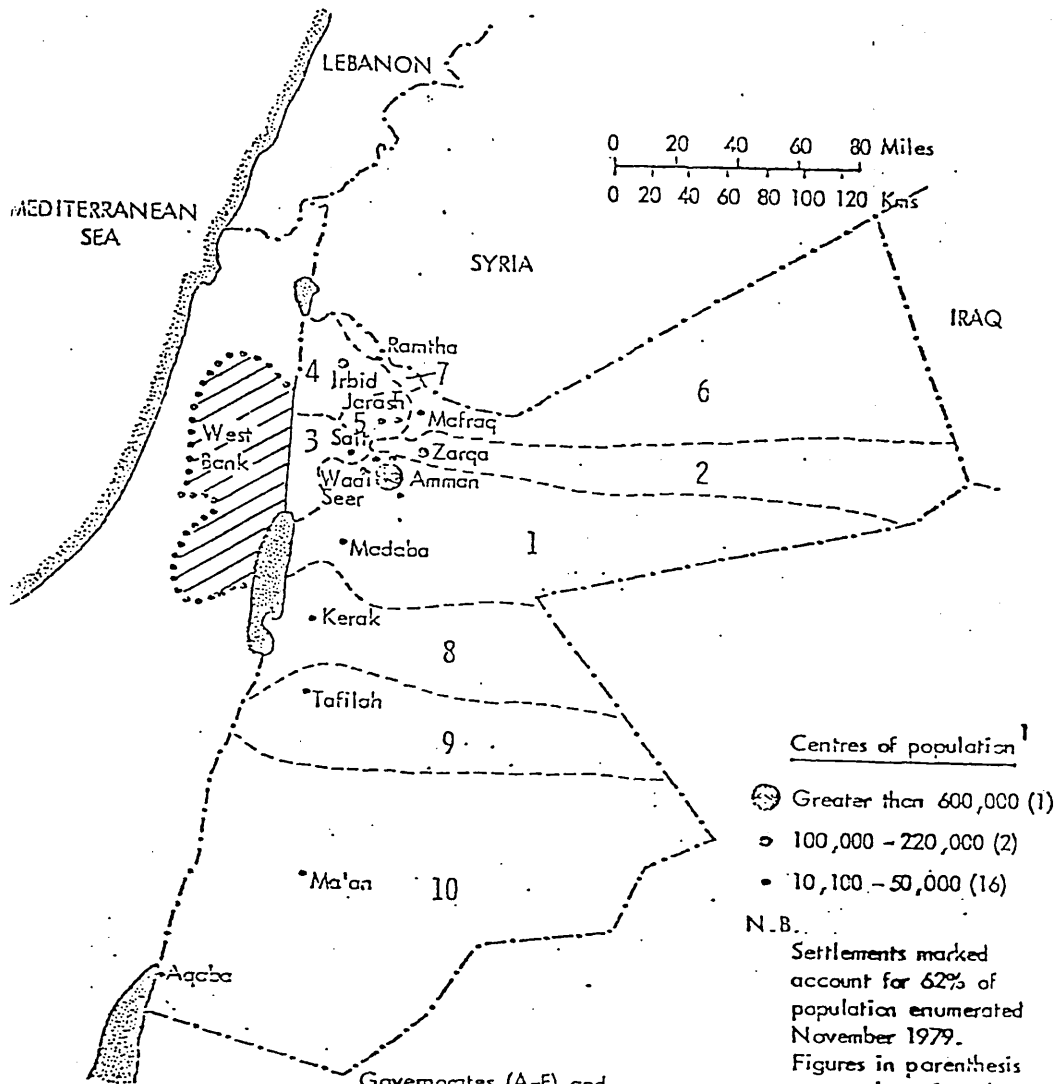 LEBANON
0 20 40 60 80 Miles
0 20 40 60 80 100 120 Kms
MEDITERRANEAN
SEA
SYRIA
IRAQ
Ramtha
4
7
Irbid
6
Jarash
Mafraq
5
West
Bank
3
Salt
Zarqa
2
Wadi
Seer
Amman
Madaba
1
Kerak
8
Tafilah
9
Centres of population 1
Greater than 600,000 (1)
100,000 - 220,000 (2)
10,100 - 50,000 (16)
Ma'an
10
N.B.
Settlements marked
account for 62% of
population enumerated
November 1979.
Figures in parenthesis
Aqaba
Governorates (A-F) and